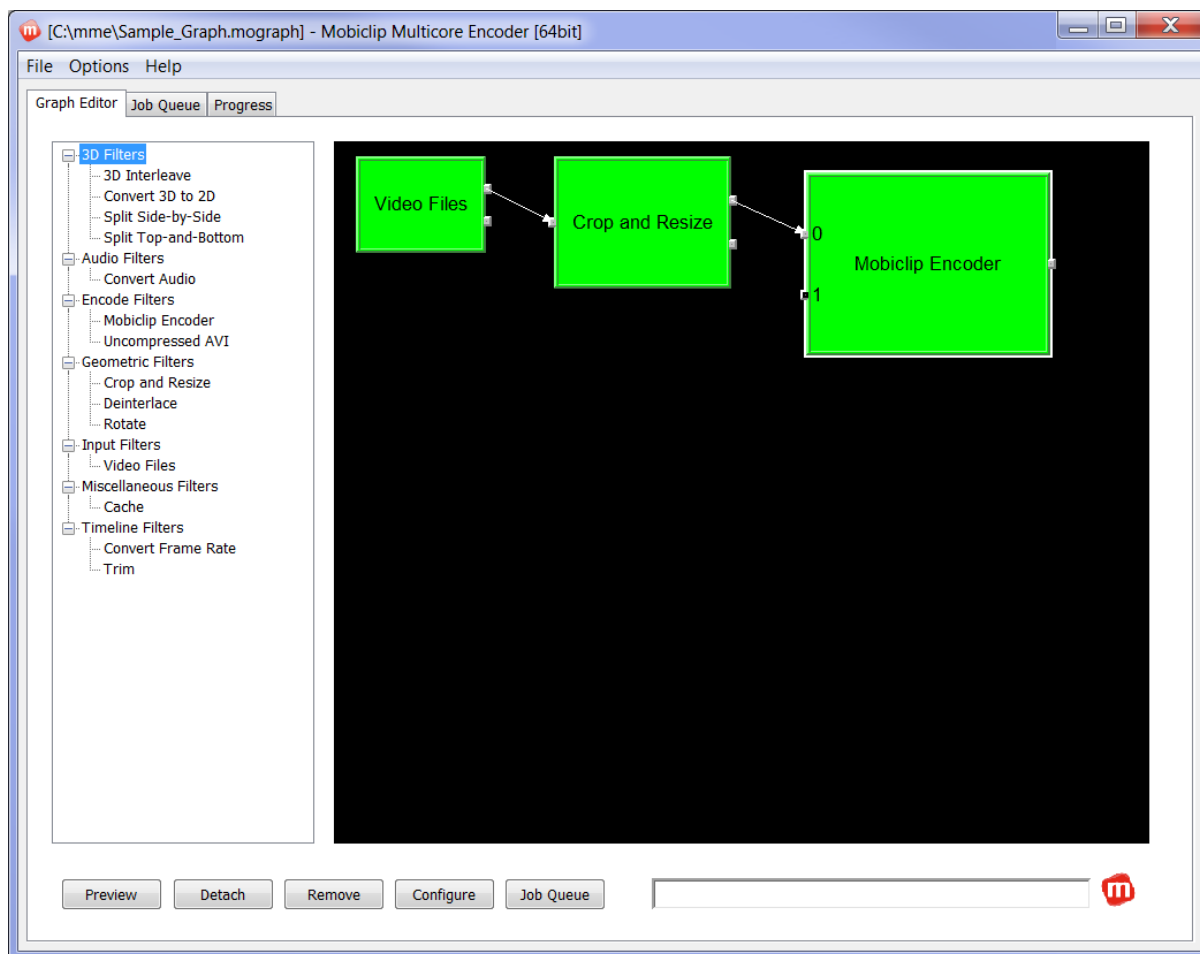 [C:\mme\Sample_Graph.mograph] - Mobiclip Multicore Encoder [64bit]
File Options Help
Graph Editor Job Queue Progress
3D Filters
3D Interleave
Convert 3D to 2D
Split Side-by-Side
Split Top-and-Bottom
Audio Filters
Convert Audio
Encode Filters
Mobiclip Encoder
Uncompressed AVI
Geometric Filters
Crop and Resize
Deinterlace
Rotate
Input Filters
Video Files
Miscellaneous Filters
Cache
Timeline Filters
Convert Frame Rate
Trim
Video Files
Crop and Resize
0
Mobiclip Encoder
1
Preview Detach Remove Configure Job Queue
m